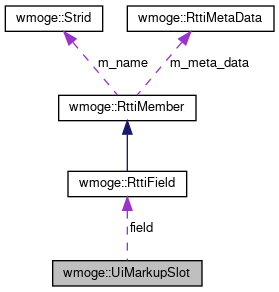 wmoge::Strid
wmoge::RttiMetaData
m_name
m_meta_data
wmoge::RttiMember
wmoge::RttiField
field
wmoge::UiMarkupSlot